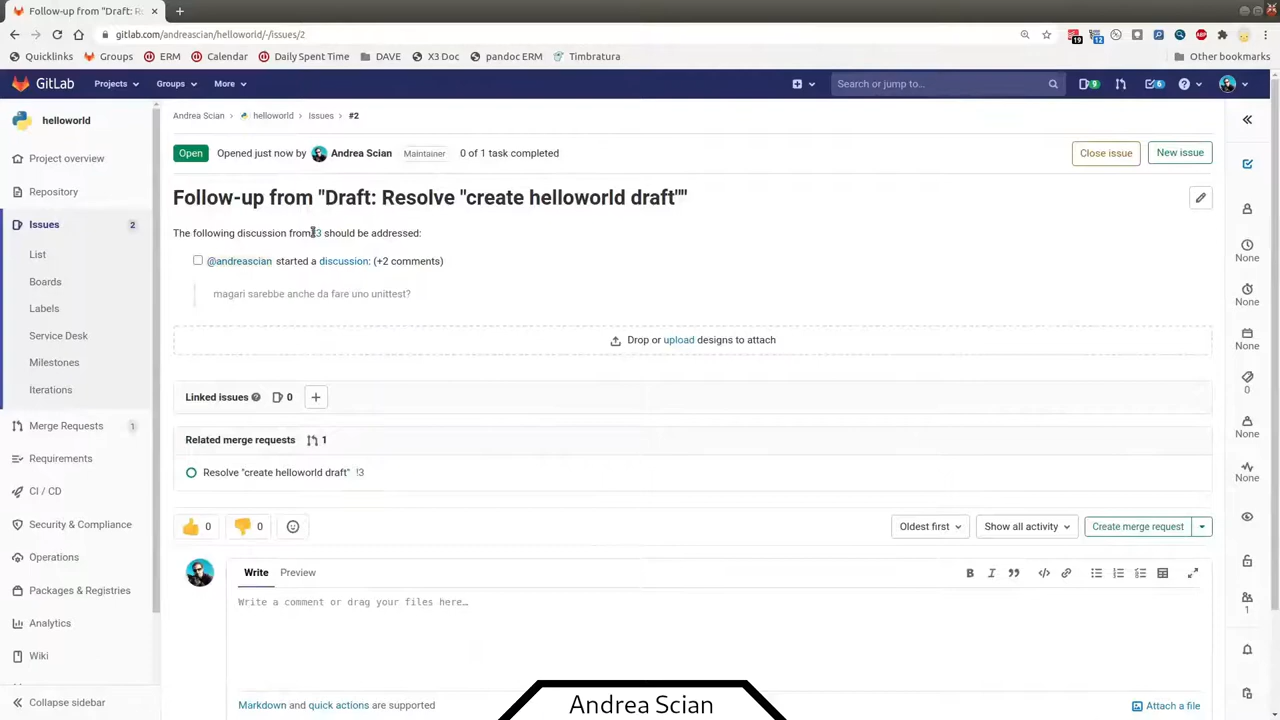 Follow-up from "Draft: Re
gitlab.com/andreascian/helloworld/-/issues/2
19
12
Quicklinks
Groups
ERM
Calendar
Daily Spent Time
DAVE
X3 Doc
pandoc ERM
Timbratura
Other bookmarks
GitLab
Projects
Groups
More
Search or jump to...
9
6
helloworld
Andrea Scian > helloworld > Issues > #2
Open
Opened just now by Andrea Scian
Maintainer
0 of 1 task completed
Close issue
New issue
Project overview
Repository
Issues 2
List
Boards
Labels
Service Desk
Milestones
Iterations
Merge Requests 1
Requirements
CI / CD
Security & Compliance
Operations
Packages & Registries
Analytics
Wiki
Collapse sidebar
Follow-up from "Draft: Resolve "create helloworld draft""
The following discussion from !3 should be addressed:
@andreascian started a discussion: (+2 comments)
magari sarebbe anche da fare uno unittest?
Drop or upload designs to attach
Linked issues 0
Related merge requests 1
Resolve "create helloworld draft" !3
0
0
Oldest first
Show all activity
Create merge request
Write
Preview
Write a comment or drag your files here…
Markdown and quick actions are supported
Attach a file
None
None
None
0
None
None
1
Andrea Scian